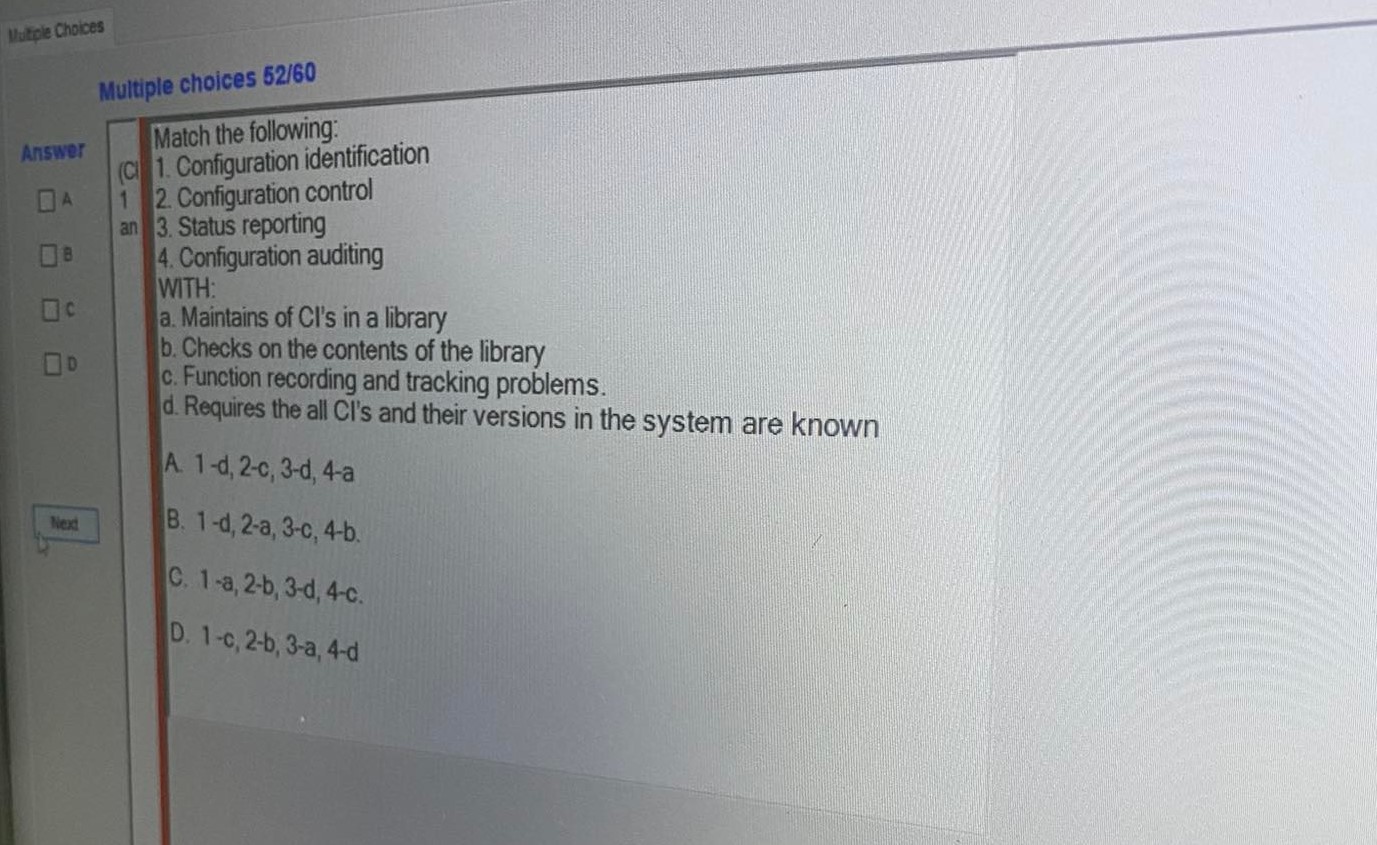 Multiple Choices
Multiple choices 52/60
Answer
A
B
C
D
Next
(CI
1
an
Match the following:
1. Configuration identification
2. Configuration control
3. Status reporting
4. Configuration auditing
WITH:
a. Maintains of CI's in a library
b. Checks on the contents of the library
c. Function recording and tracking problems.
d. Requires the all CI's and their versions in the system are known
A. 1-d, 2-c, 3-d, 4-a
B. 1-d, 2-a, 3-c, 4-b.
C. 1-a, 2-b, 3-d, 4-c.
D. 1-c, 2-b, 3-a, 4-d